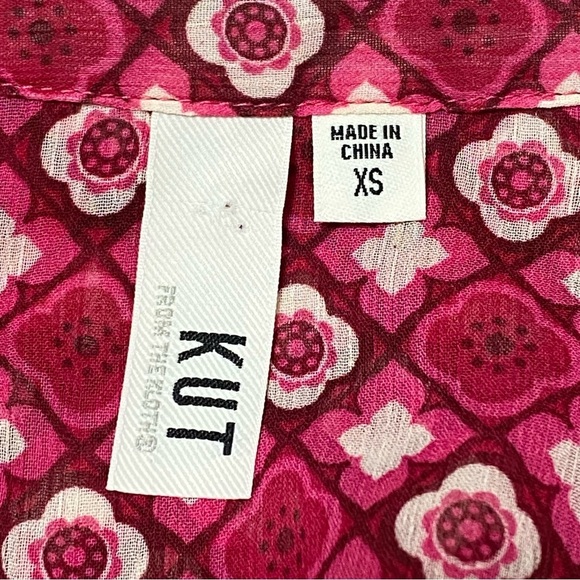 MADE IN
CHINA
XS
KUT
FROM THE KLOTH®